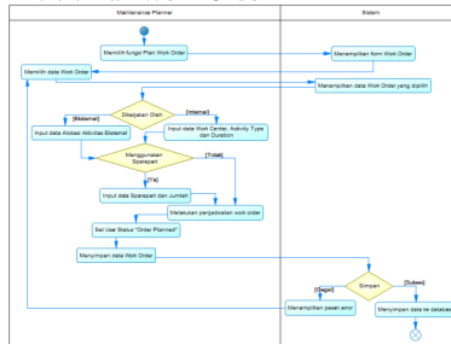 Maintenance Planner
Sistem
Memilih fungsi Plan Work Order
Menampilkan form Work Order
Memilih data Work Order
Menampilkan data Work Order yang dipilih
Dikerjakan Oleh
[Eksternal]
[Internal]
Input data Alokasi Aktivitas Eksternal
Input data Work Center, Activity Type
dan Duration
Menggunakan
Sparepart
[Tidak]
[Ya]
Input data Sparepart dan Jumlah
Melakukan penjadwalan work order
Set User Status "Order Planned"
Menyimpan data Work Order
Simpan
[Gagal]
[Sukses]
Menampilkan pesan error
Menyimpan data ke database